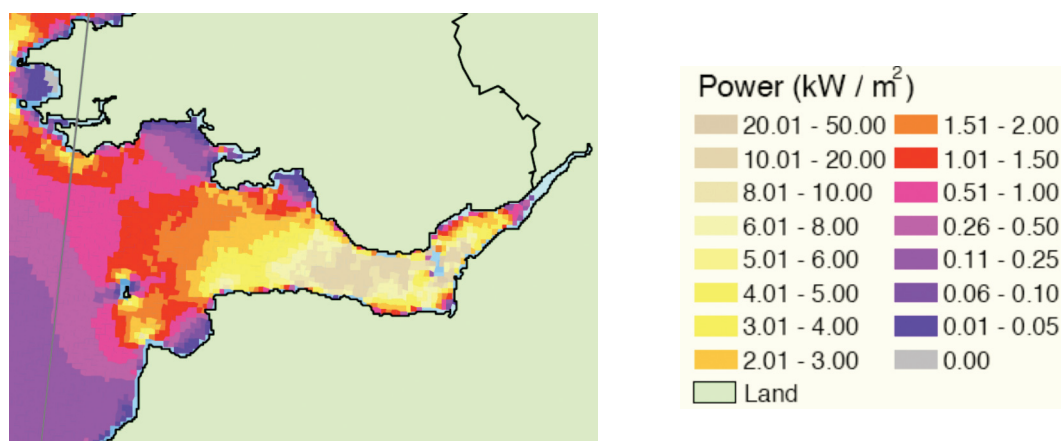 Power (kW / m²)
20.01 - 50.00 1.51 - 2.00
10.01 - 20.00 1.01 - 1.50
8.01 - 10.00 0.51 - 1.00
6.01 - 8.00 0.26 - 0.50
5.01 - 6.00 0.11 - 0.25
4.01 - 5.00 0.06 - 0.10
3.01 - 4.00 0.01 - 0.05
2.01 - 3.00 0.00
Land